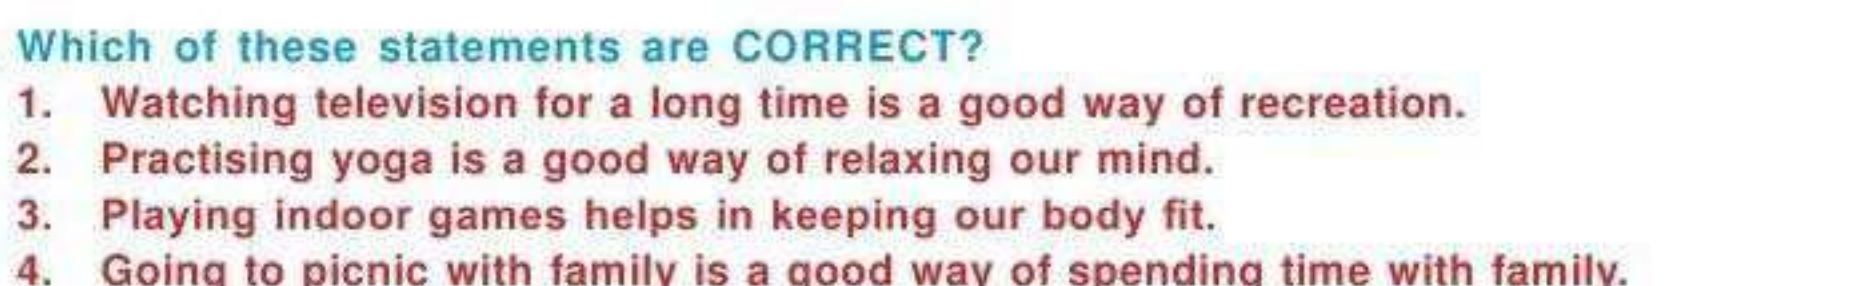 Which of these statements are CORRECT?
1. Watching television for a long time is a good way of recreation.
2. Practising yoga is a good way of relaxing our mind.
3. Playing indoor games helps in keeping our body fit.
4. Going to picnic with family is a good way of spending time with family.